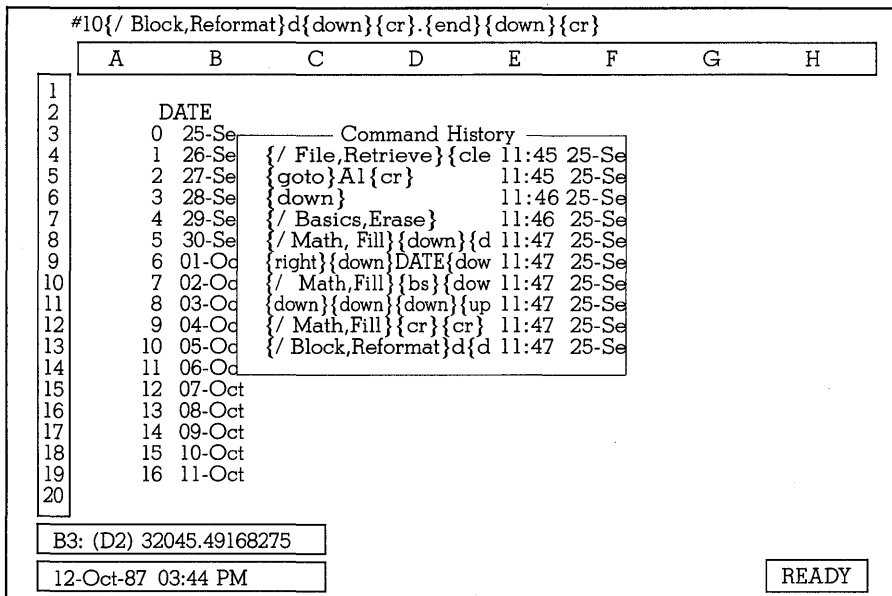 #10{/ Block,Reformat}d{down}{cr}.{end}{down}{cr}
A B C D E F G H
1
2 DATE
3 0 25-Se Command History
4 1 26-Se {/ File,Retrieve}{cle 11:45 25-Se
5 2 27-Se {goto}A1{cr} 11:45 25-Se
6 3 28-Se {down} 11:46 25-Se
7 4 29-Se {/ Basics,Erase} 11:46 25-Se
8 5 30-Se {/ Math, Fill}{down}{d 11:47 25-Se
9 6 01-Oc {right}{down}DATE{dow 11:47 25-Se
10 7 02-Oc {/ Math,Fill}{bs}{dow 11:47 25-Se
11 8 03-Oc {down}{down}{down}{up 11:47 25-Se
12 9 04-Oc {/ Math,Fill}{cr}{cr} 11:47 25-Se
13 10 05-Oc {/ Block,Reformat}d{d 11:47 25-Se
14 11 06-Oc
15 12 07-Oct
16 13 08-Oct
17 14 09-Oct
18 15 10-Oct
19 16 11-Oct
20
B3: (D2) 32045.49168275
12-Oct-87 03:44 PM READY